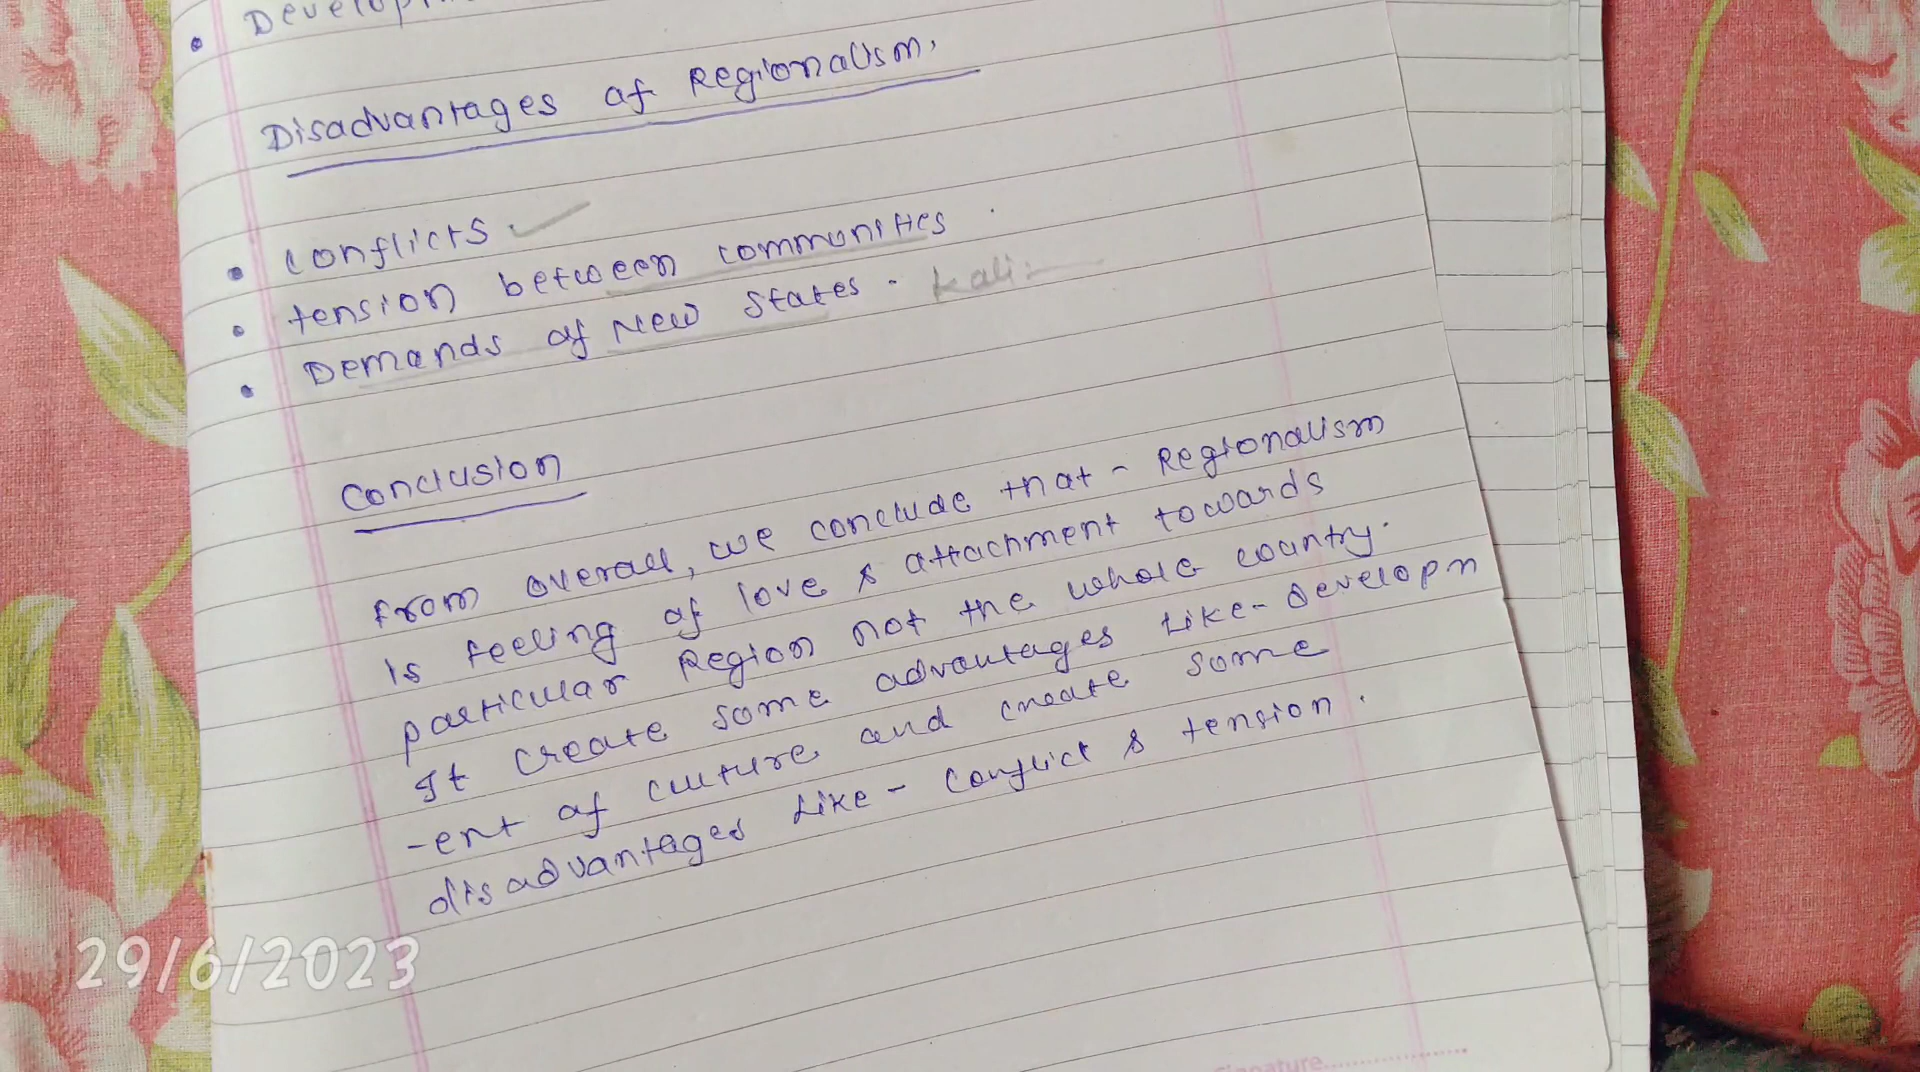 • Develop
Disadvantages of Regionalism.
• Conflicts.
• tension between communities.
• Demands of New States.
Conclusion
From overall, we conclude that - Regionalism
is feeling of love & attachment towards
particular Region not the whole country.
It create some advantages like - Developm
-ent of culture and create some
disadvantages like - Conflict & tension.
29/6/2023